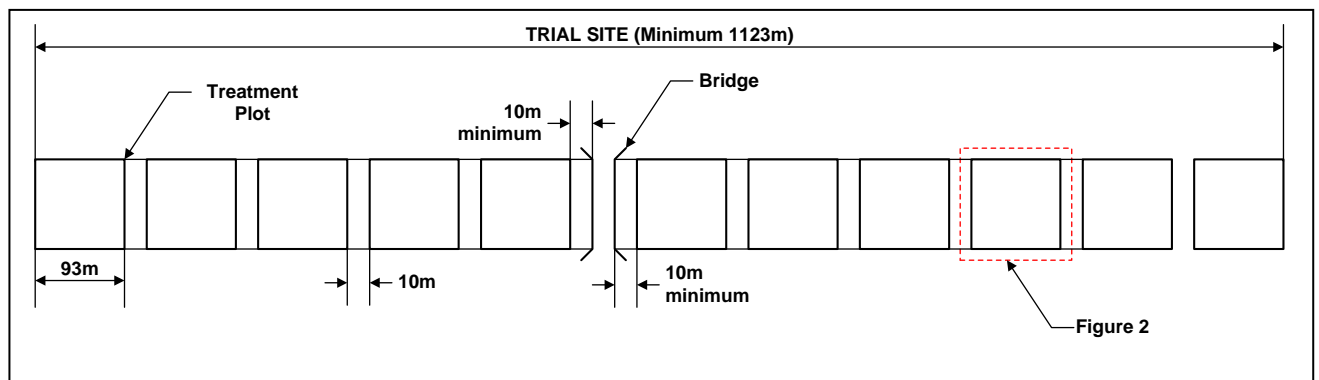 TRIAL SITE (Minimum 1123m)
Treatment
Plot
10m
minimum
Bridge
93m
10m
10m
minimum
Figure 2